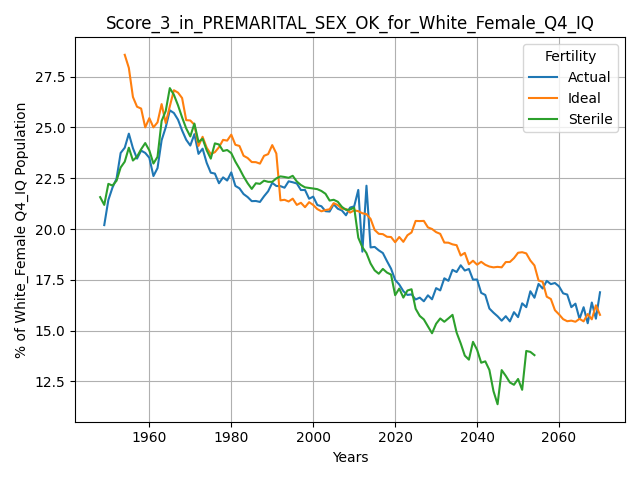 Score_3_in_PREMARITAL_SEX_OK_for_White_Female_Q4_IQ
Fertility
Actual
Ideal
Sterile
% of White_Female Q4_IQ Population
27.5
25.0
22.5
20.0
17.5
15.0
12.5
1960 1980 2000 2020 2040 2060
Years